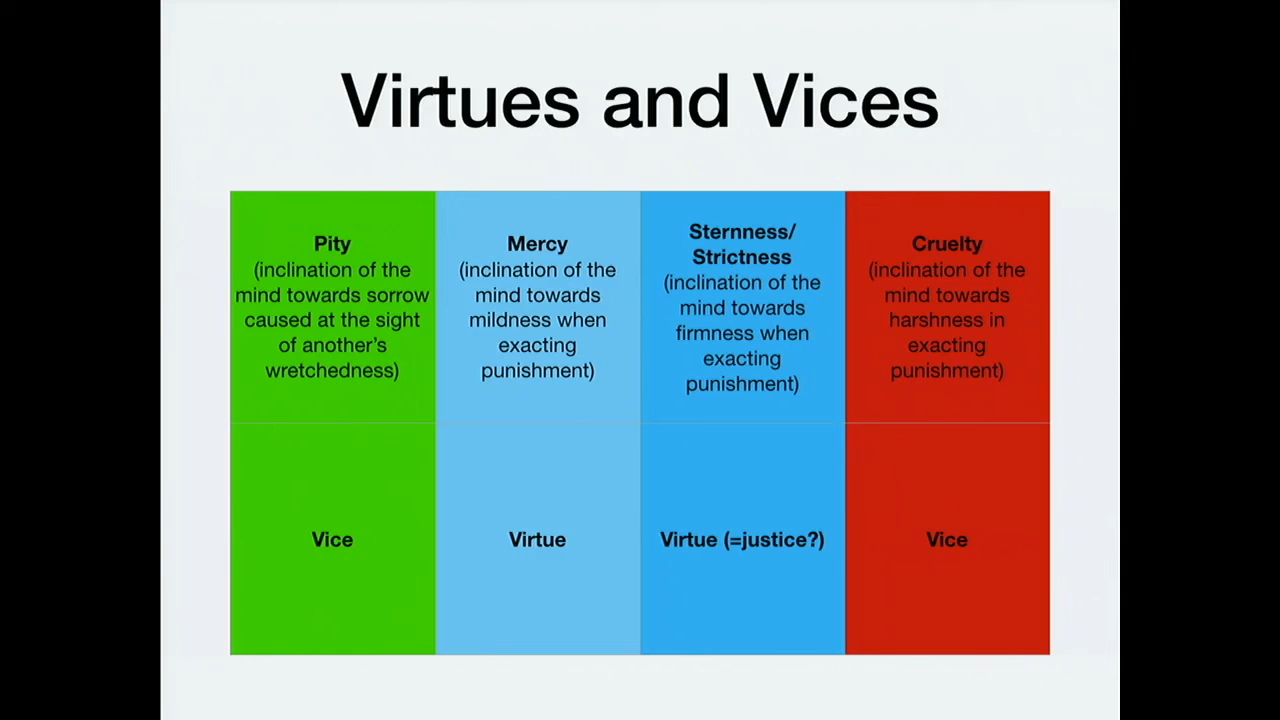 Virtues and Vices
Pity
(inclination of the
mind towards sorrow
caused at the sight
of another's
wretchedness)
Mercy
(inclination of the
mind towards
mildness when
exacting
punishment)
Sternness/
Strictness
(inclination of the
mind towards
firmness when
exacting
punishment)
Cruelty
(inclination of the
mind towards
harshness in
exacting
punishment)
Vice
Virtue
Virtue (=justice?)
Vice